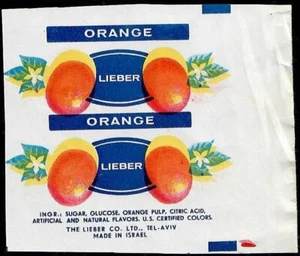 ORANGE
LIEBER
ORANGE
LIEBER
INGR.: SUGAR, GLUCOSE, ORANGE PULP, CITRIC ACID,
ARTIFICIAL AND NATURAL FLAVORS. U.S. CERTIFIED COLORS.
THE LIEBER CO. LTD., TEL-AVIV
MADE IN ISRAEL